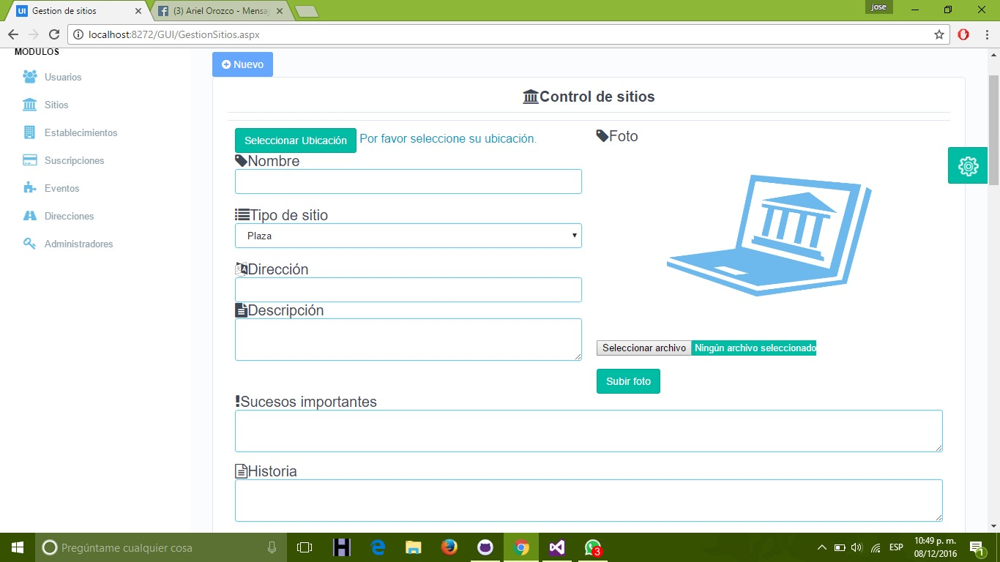 UI Gestion de sitios
(3) Ariel Orozco - Mensaj
jose
localhost:8272/GUI/GestionSitios.aspx
MODULOS
Usuarios
Sitios
Establecimientos
Suscripciones
Eventos
Direcciones
Administradores
Nuevo
Control de sitios
Seleccionar Ubicación Por favor seleccione su ubicación.
Nombre
Tipo de sitio
Plaza
Dirección
Descripción
Foto
Seleccionar archivo Ningún archivo seleccionado
Subir foto
Sucesos importantes
Historia
Pregúntame cualquier cosa
H
3
ESP
10:49 p. m.
08/12/2016
1